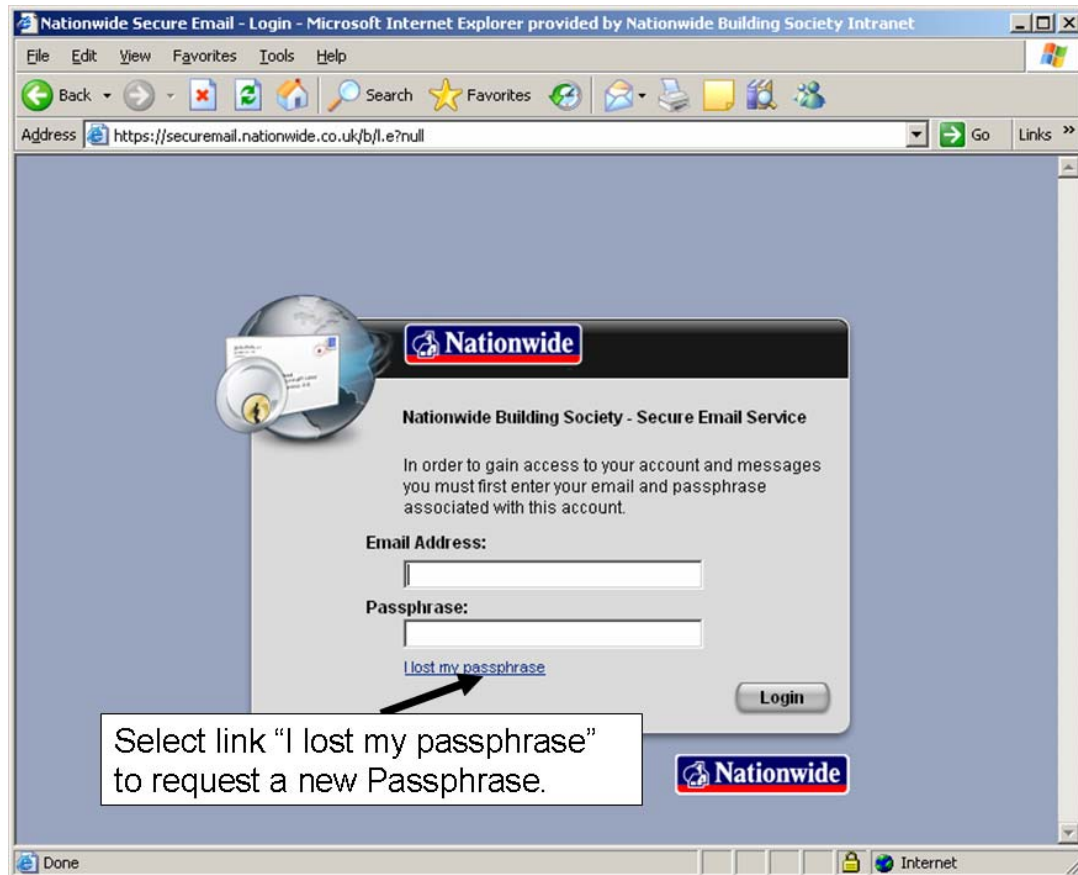 Nationwide Secure Email - Login - Microsoft Internet Explorer provided by Nationwide Building Society Intranet
File Edit View Favorites Tools Help
Back Search Favorites
Address https://securemail.nationwide.co.uk/b/l.e?null Go Links »
Nationwide
Nationwide Building Society - Secure Email Service
In order to gain access to your account and messages
you must first enter your email and passphrase
associated with this account.
Email Address:
Passphrase:
I lost my passphrase
Login
Select link “I lost my passphrase”
to request a new Passphrase.
Nationwide
Done Internet